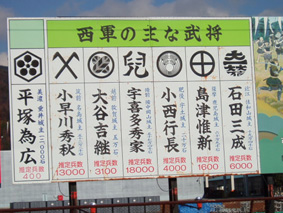 西軍の主な武将
石田三成
推定兵数
6000
島津惟新
推定兵数
1600
小西行長
推定兵数
4000
兒
宇喜多秀家
推定兵数
18000
大谷吉継
推定兵数
3100
小早川秀秋
推定兵数
13000
平塚為広
推定兵数
400